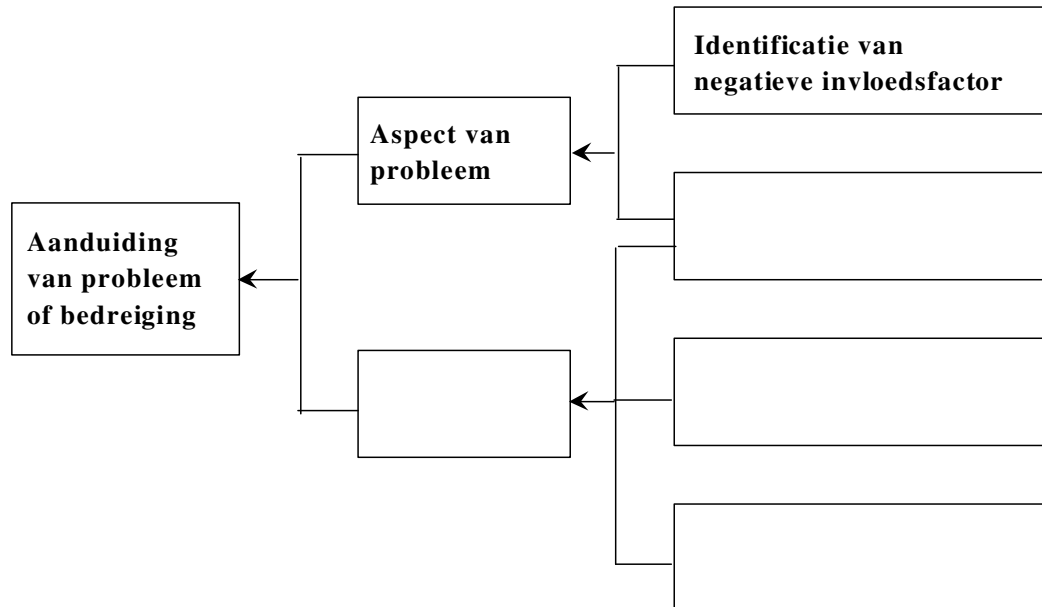 Identificatie van
negatieve invloedsfactor
Aspect van
probleem
Aanduiding
van probleem
of bedreiging